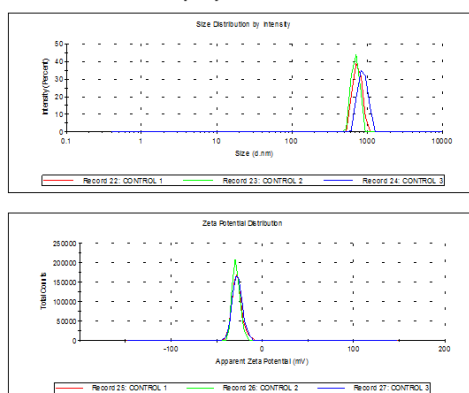 Size Distribution by Intensity
Intensity (Percent)
50
40
30
20
10
0
0.1 1 10 100 1000 10000
Size (d.nm)
Record 22: CONTROL 1 Record 23: CONTROL 2 Record 24: CONTROL 3
Zeta Potential Distribution
Total Counts
250000
200000
150000
100000
50000
0
-100 0 100 200
Apparent Zeta Potential (mV)
Record 25: CONTROL 1 Record 26: CONTROL 2 Record 27: CONTROL 3